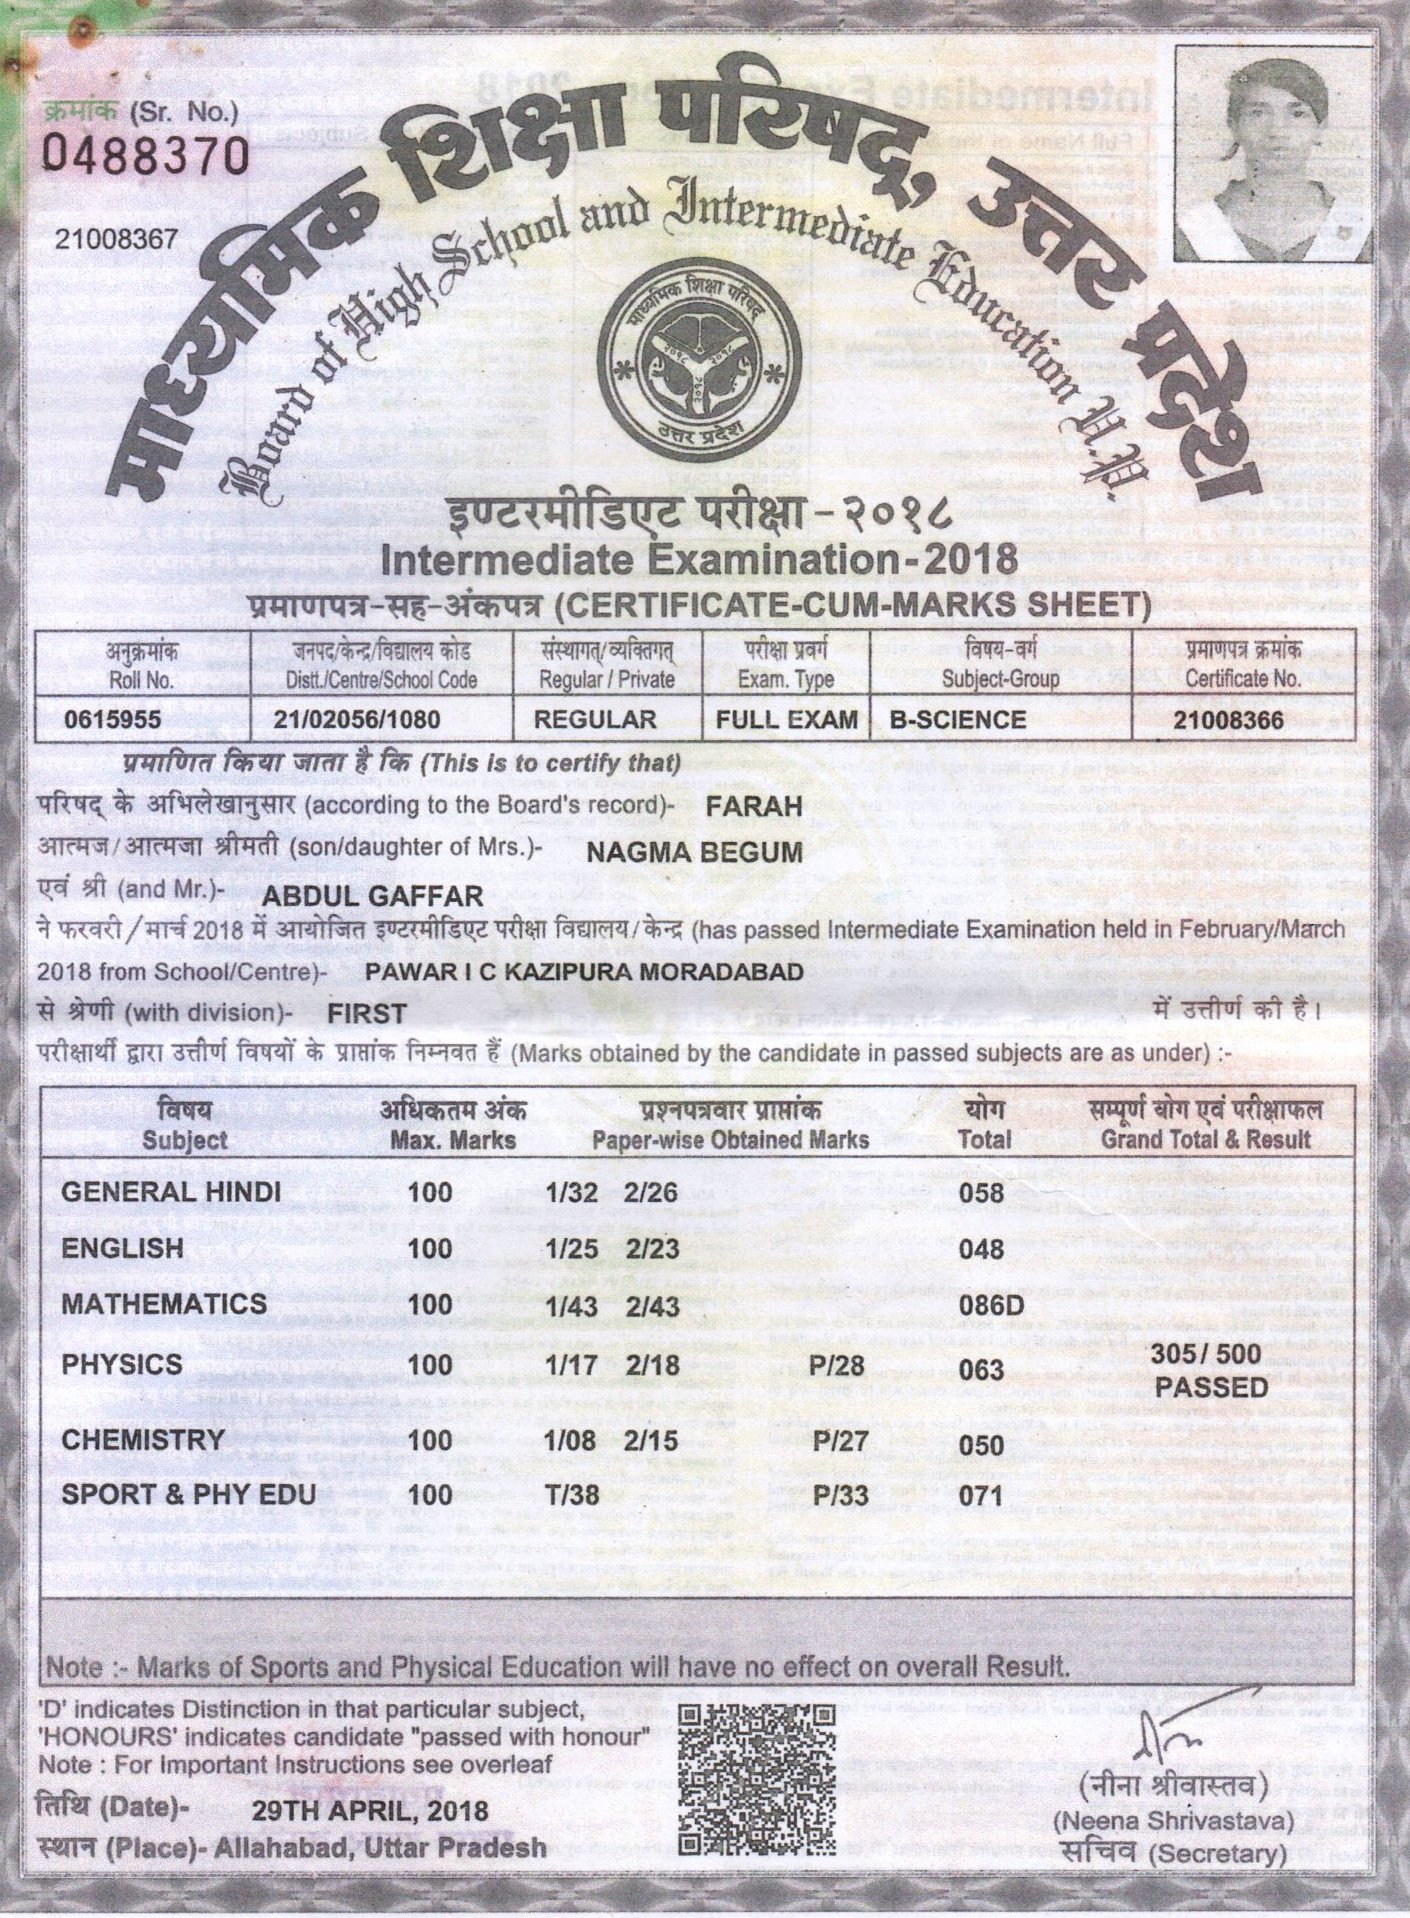 क्रमांक (Sr. No.)
0488370
21008367
माध्यमिक शिक्षा परिषद्, उत्तर प्रदेश
Board of High School and Intermediate Education U.P.
माध्यमिक शिक्षा परिषद्
२०१८ २०१८
उत्तर प्रदेश
इण्टरमीडिएट परीक्षा - २०१८
Intermediate Examination - 2018
प्रमाणपत्र-सह-अंकपत्र (CERTIFICATE-CUM-MARKS SHEET)
अनुक्रमांक जनपद/केन्द्र/विद्यालय कोड संस्थागत/व्यक्तिगत परीक्षा प्रवर्ग विषय-वर्ग प्रमाणपत्र क्रमांक
Roll No. Distt./Centre/School Code Regular / Private Exam. Type Subject-Group Certificate No.
0615955 21/02056/1080 REGULAR FULL EXAM B-SCIENCE 21008366
प्रमाणित किया जाता है कि (This is to certify that)
परिषद् के अभिलेखानुसार (according to the Board's record)- FARAH
आत्मज/आत्मजा श्रीमती (son/daughter of Mrs.)- NAGMA BEGUM
एवं श्री (and Mr.)- ABDUL GAFFAR
ने फरवरी/मार्च 2018 में आयोजित इण्टरमीडिएट परीक्षा विद्यालय/केन्द्र (has passed Intermediate Examination held in February/March
2018 from School/Centre)- PAWAR I C KAZIPURA MORADABAD
से श्रेणी (with division)- FIRST में उत्तीर्ण की है।
परीक्षार्थी द्वारा उत्तीर्ण विषयों के प्राप्तांक निम्नवत हैं (Marks obtained by the candidate in passed subjects are as under) :-
विषय अधिकतम अंक प्रश्नपत्रवार प्राप्तांक योग सम्पूर्ण योग एवं परीक्षाफल
Subject Max. Marks Paper-wise Obtained Marks Total Grand Total & Result
GENERAL HINDI 100 1/32 2/26 058
ENGLISH 100 1/25 2/23 048
MATHEMATICS 100 1/43 2/43 086D
PHYSICS 100 1/17 2/18 P/28 063 305/ 500
PASSED
CHEMISTRY 100 1/08 2/15 P/27 050
SPORT & PHY EDU 100 T/38 P/33 071
Note :- Marks of Sports and Physical Education will have no effect on overall Result.
'D' indicates Distinction in that particular subject,
'HONOURS' indicates candidate "passed with honour"
Note : For Important Instructions see overleaf
तिथि (Date)- 29TH APRIL, 2018
स्थान (Place)- Allahabad, Uttar Pradesh
(नीना श्रीवास्तव)
(Neena Shrivastava)
सचिव (Secretary)